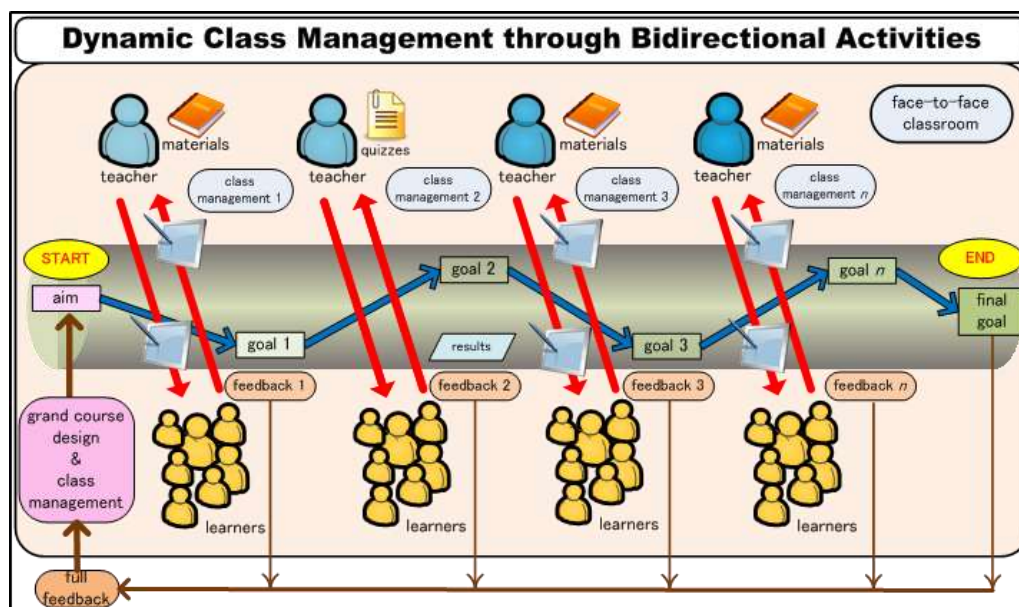 Dynamic Class Management through Bidirectional Activities
face-to-face
classroom
materials
teacher
class
management 1
quizzes
teacher
class
management 2
materials
teacher
class
management 3
materials
teacher
class
management n
START
END
aim
goal 1
goal 2
goal 3
goal n
final
goal
results
feedback 1
feedback 2
feedback 3
feedback n
grand course
design
&
class
management
learners
learners
learners
learners
full
feedback